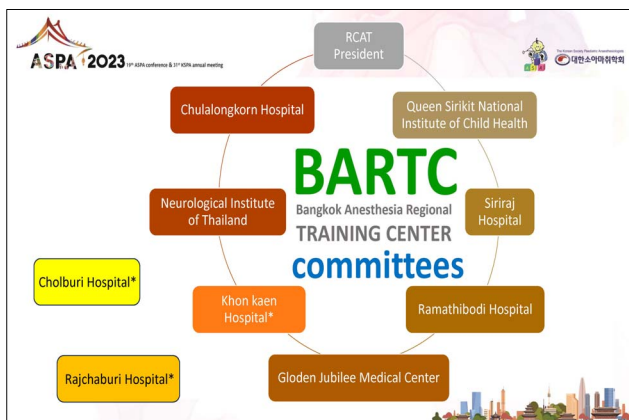 ASPA 2023 19th ASPA conference & 31st ASPA annual meeting
대한소아마취학회
RCAT
President
Chulalongkorn Hospital
Queen Sirikit National
Institute of Child Health
BARTC
Bangkok Anesthesia Regional
TRAINING CENTER
committees
Neurological Institute
of Thailand
Siriraj
Hospital
Cholburi Hospital*
Khon kaen
Hospital*
Ramathibodi Hospital
Rajchaburi Hospital*
Gloden Jubilee Medical Center